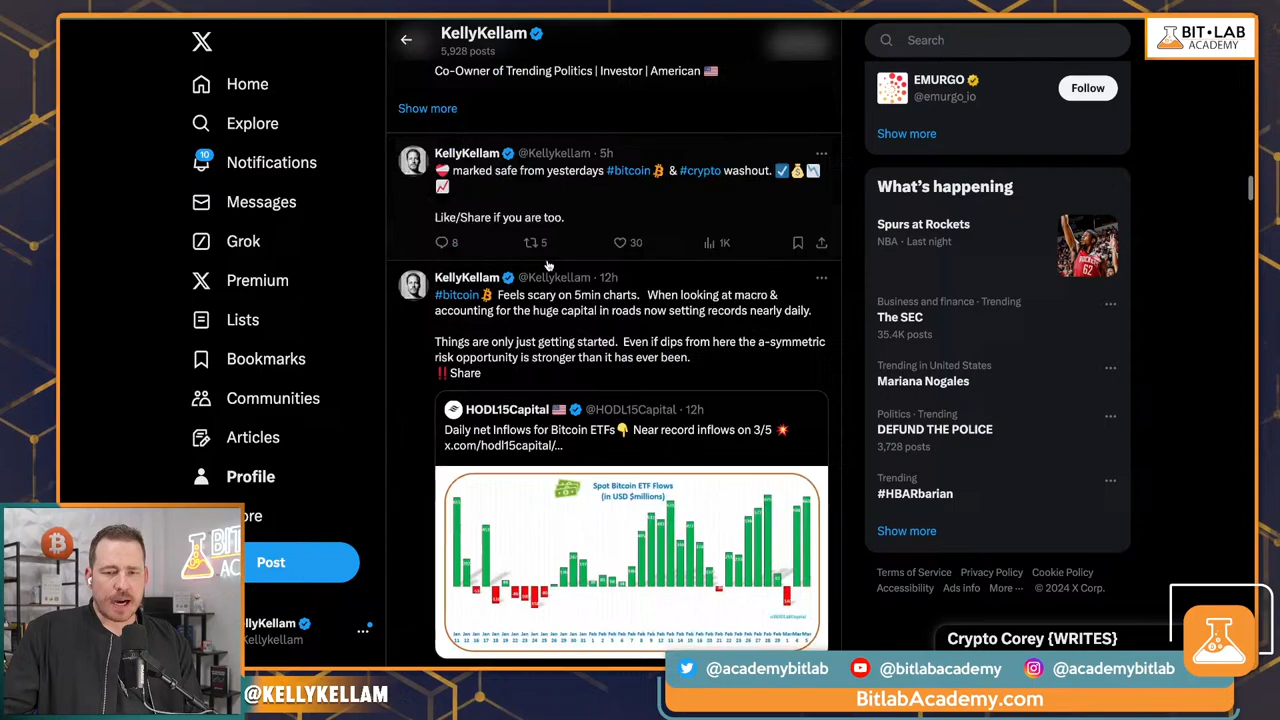 KellyKellam
5,928 posts
Co-Owner of Trending Politics | Investor | American 🇺🇸
Show more
Home
Explore
10
Notifications
Messages
Grok
Premium
Lists
Bookmarks
Communities
Articles
Profile
ore
Post
llyKellam
Kellykellam
KellyKellam @Kellykellam · 5h
❤️‍🩹 marked safe from yesterdays #bitcoin & #crypto washout. ☑️💰📉
📈
Like/Share if you are too.
8 5 30 1K
KellyKellam @Kellykellam · 12h
#bitcoin Feels scary on 5min charts. When looking at macro &
accounting for the huge capital in roads now setting records nearly daily.
Things are only just getting started. Even if dips from here the a-symmetric
risk opportunity is stronger than it has ever been.
‼️Share
HODL15Capital 🇺🇸 @HODL15Capital · 12h
Daily net Inflows for Bitcoin ETFs👇 Near record inflows on 3/5 💥
x.com/hodl15capital/...
Spot Bitcoin ETF Flows
(in USD $millions)
Search
EMURGO
@emurgo_io
Follow
Show more
What's happening
Spurs at Rockets
NBA · Last night
Business and finance · Trending
The SEC
35.4K posts
Trending in United States
Mariana Nogales
Politics · Trending
DEFUND THE POLICE
3,728 posts
Trending
#HBARbarian
Show more
Terms of Service Privacy Policy Cookie Policy
Accessibility Ads info More ··· © 2024 X Corp.
BIT·LAB
ACADEMY
Crypto Corey {WRITES}
@academybitlab @bitlabacademy @academybitlab
BitlabAcademy.com
@KELLYKELLAM